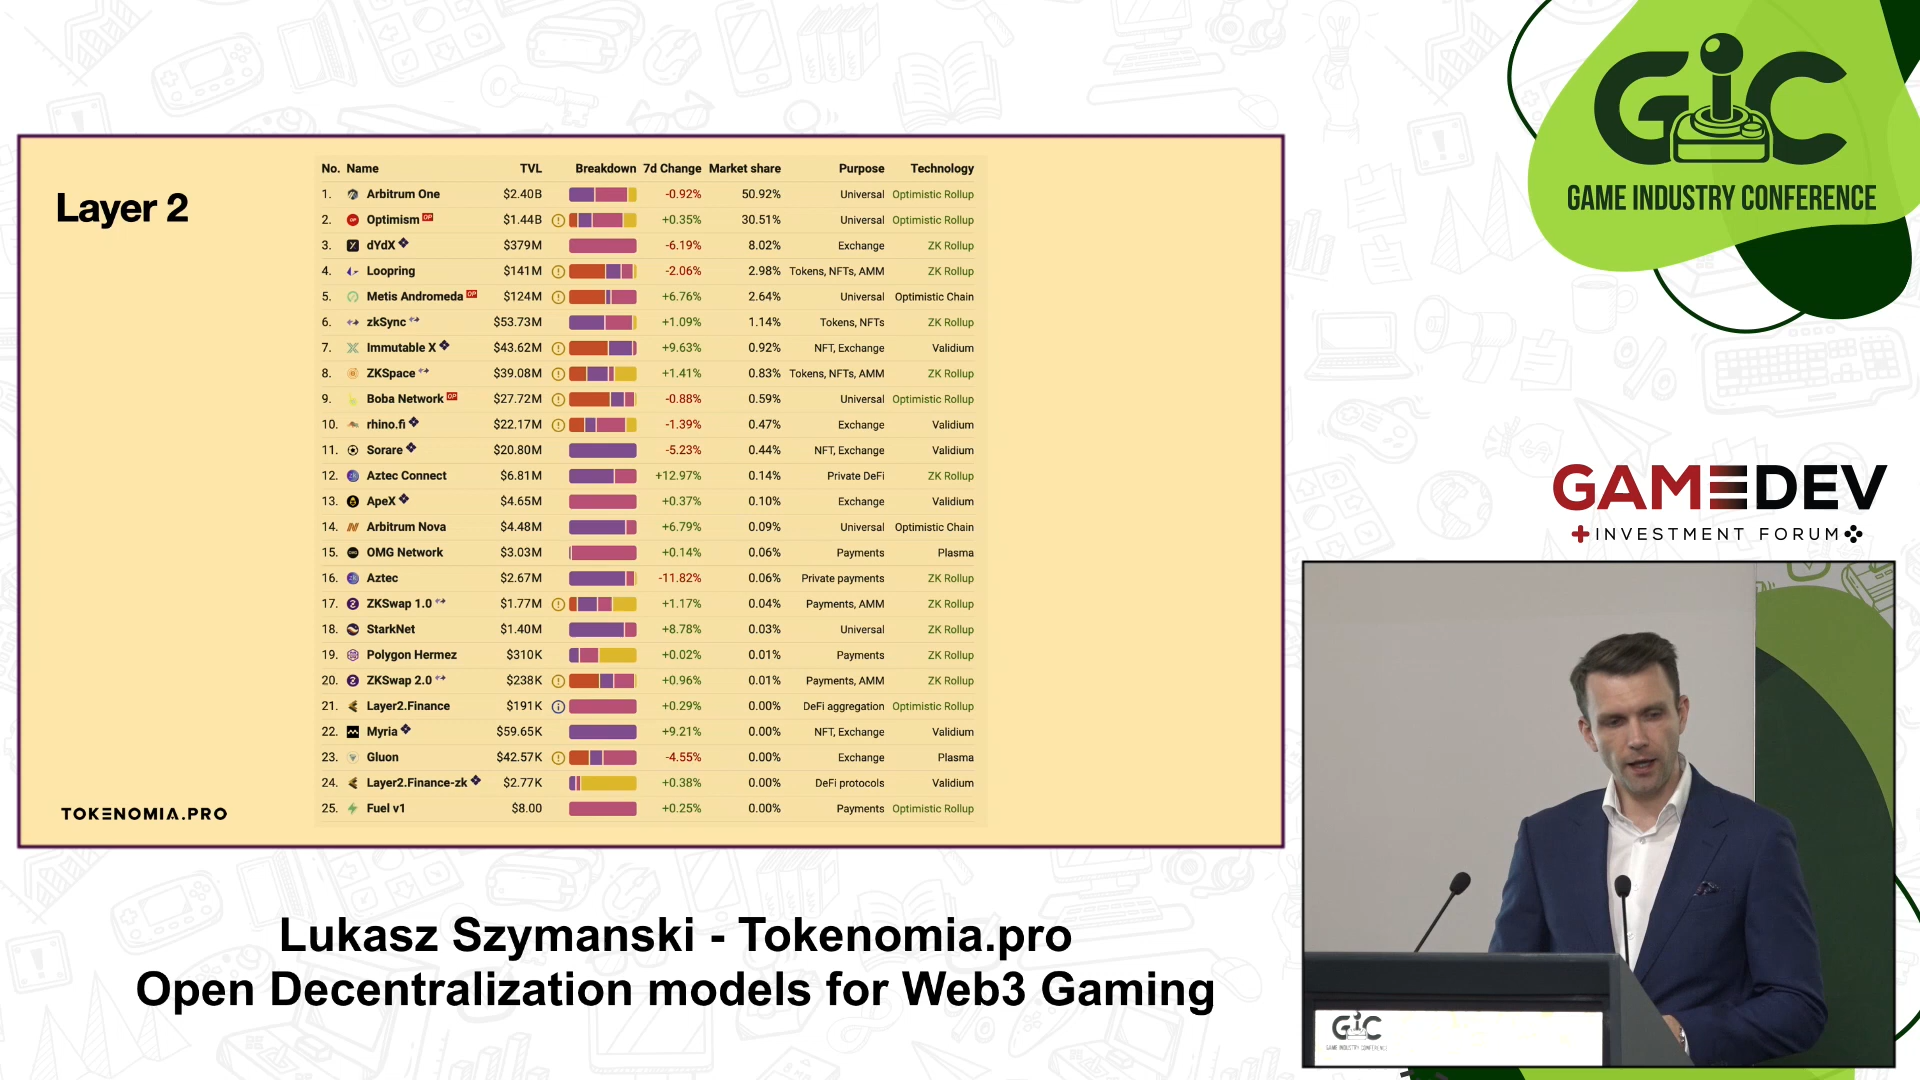 GiC
GAME INDUSTRY CONFERENCE
Layer 2
No. Name TVL Breakdown 7d Change Market share Purpose Technology
1. Arbitrum One $2.40B -0.92% 50.92% Universal Optimistic Rollup
2. Optimism OP $1.44B +0.35% 30.51% Universal Optimistic Rollup
3. dYdX $379M -6.19% 8.02% Exchange ZK Rollup
4. Loopring $141M -2.06% 2.98% Tokens, NFTs, AMM ZK Rollup
5. Metis Andromeda OP $124M +6.76% 2.64% Universal Optimistic Chain
6. zkSync $53.73M +1.09% 1.14% Tokens, NFTs ZK Rollup
7. Immutable X $43.62M +9.63% 0.92% NFT, Exchange Validium
8. ZKSpace $39.08M +1.41% 0.83% Tokens, NFTs, AMM ZK Rollup
9. Boba Network OP $27.72M -0.88% 0.59% Universal Optimistic Rollup
10. rhino.fi $22.17M -1.39% 0.47% Exchange Validium
11. Sorare $20.80M -5.23% 0.44% NFT, Exchange Validium
12. Aztec Connect $6.81M +12.97% 0.14% Private DeFi ZK Rollup
13. ApeX $4.65M +0.37% 0.10% Exchange Validium
14. Arbitrum Nova $4.48M +6.79% 0.09% Universal Optimistic Chain
15. OMG Network $3.03M +0.14% 0.06% Payments Plasma
16. Aztec $2.67M -11.82% 0.06% Private payments ZK Rollup
17. ZKSwap 1.0 $1.77M +1.17% 0.04% Payments, AMM ZK Rollup
18. StarkNet $1.40M +8.78% 0.03% Universal ZK Rollup
19. Polygon Hermez $310K +0.02% 0.01% Payments ZK Rollup
20. ZKSwap 2.0 $238K +0.96% 0.01% Payments, AMM ZK Rollup
21. Layer2.Finance $191K +0.29% 0.00% DeFi aggregation Optimistic Rollup
22. Myria $59.65K +9.21% 0.00% NFT, Exchange Validium
23. Gluon $42.57K -4.55% 0.00% Exchange Plasma
24. Layer2.Finance-zk $2.77K +0.38% 0.00% DeFi protocols Validium
25. Fuel v1 $8.00 +0.25% 0.00% Payments Optimistic Rollup
TOKENOMIA.PRO
GAMEDEV
INVESTMENT FORUM
GiC
GAME INDUSTRY CONFERENCE
Lukasz Szymanski - Tokenomia.pro
Open Decentralization models for Web3 Gaming